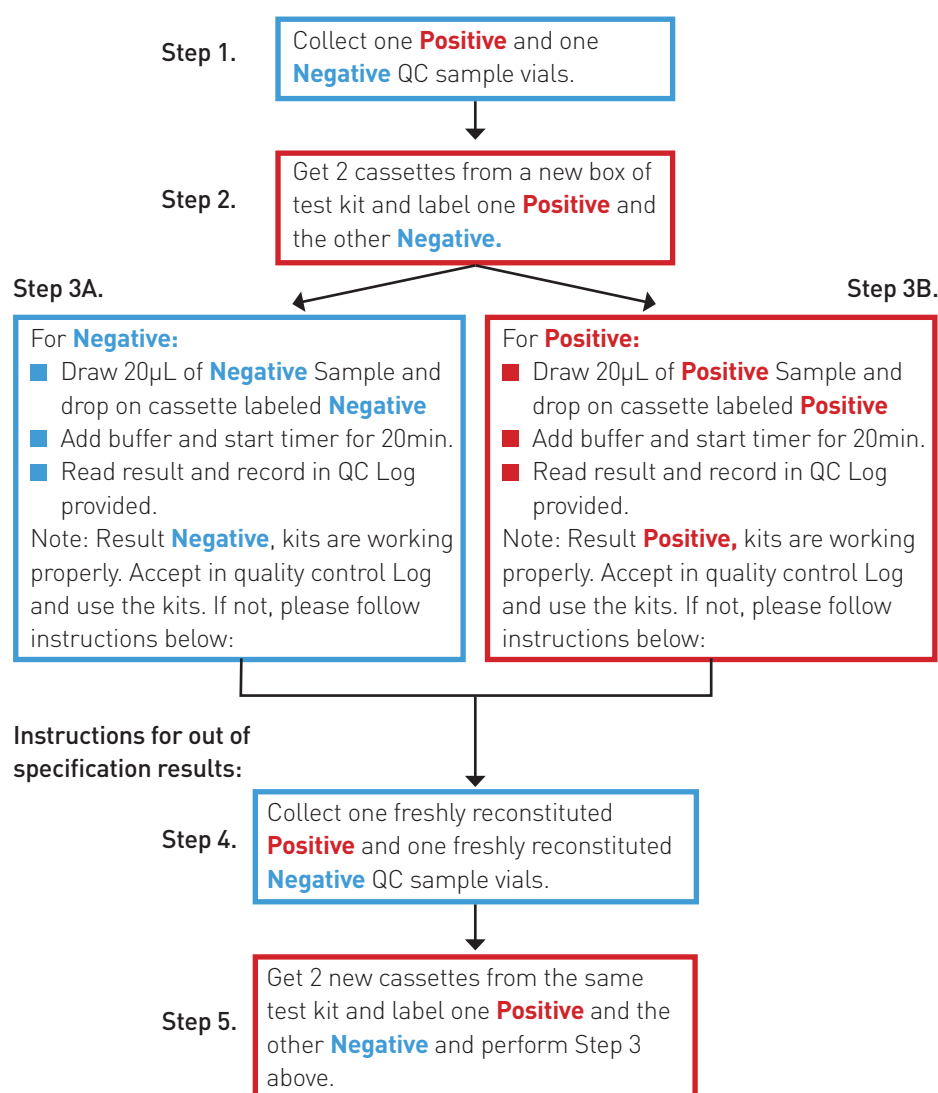 Step 1.
Collect one Positive and one
Negative QC sample vials.
Step 2.
Get 2 cassettes from a new box of
test kit and label one Positive and
the other Negative.
Step 3A.
For Negative:
Draw 20µL of Negative Sample and
drop on cassette labeled Negative
Add buffer and start timer for 20min.
Read result and record in QC Log
provided.
Note: Result Negative, kits are working
properly. Accept in quality control Log
and use the kits. If not, please follow
instructions below:
Step 3B.
For Positive:
Draw 20µL of Positive Sample and
drop on cassette labeled Positive
Add buffer and start timer for 20min.
Read result and record in QC Log
provided.
Note: Result Positive, kits are working
properly. Accept in quality control Log
and use the kits. If not, please follow
instructions below:
Instructions for out of
specification results:
Step 4.
Collect one freshly reconstituted
Positive and one freshly reconstituted
Negative QC sample vials.
Step 5.
Get 2 new cassettes from the same
test kit and label one Positive and the
other Negative and perform Step 3
above.